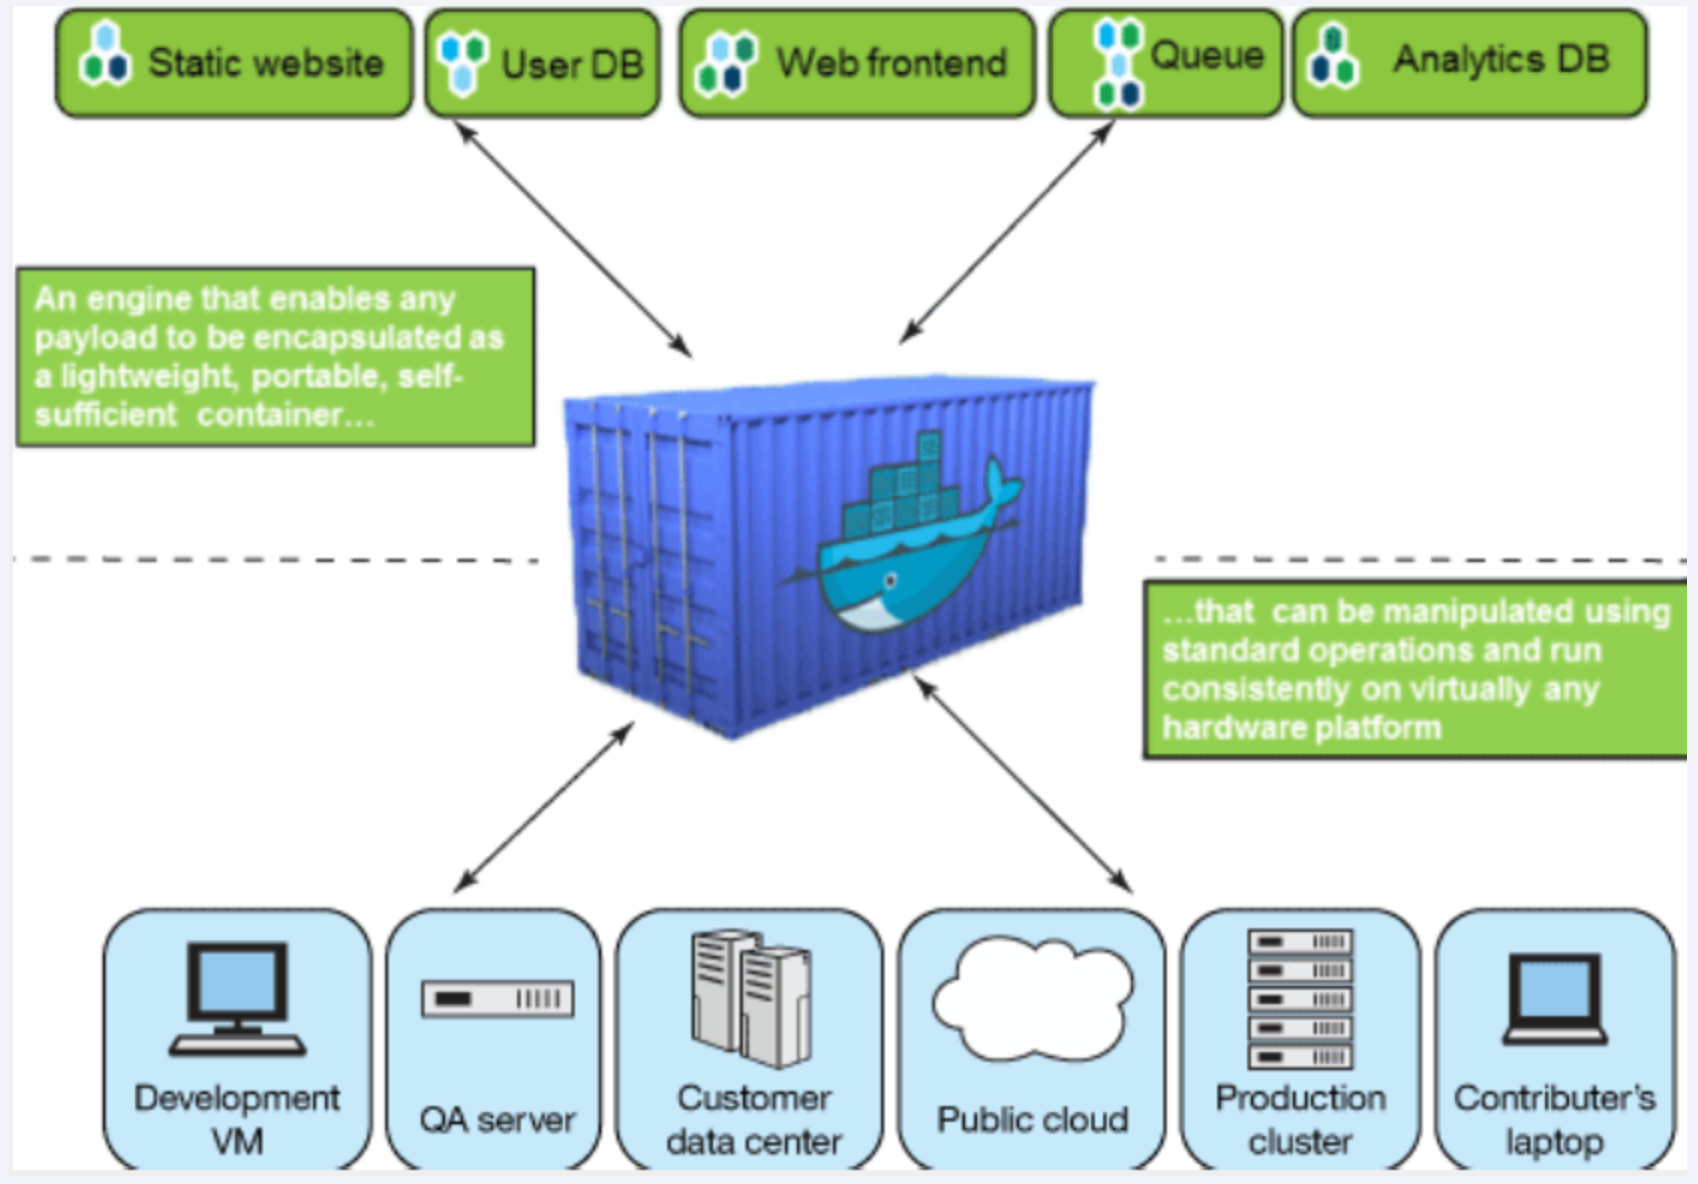 Static website
User DB
Web frontend
Queue
Analytics DB
An engine that enables any
payload to be encapsulated as
a lightweight, portable, self-
sufficient container...
...that can be manipulated using
standard operations and run
consistently on virtually any
hardware platform
Development
VM
QA server
Customer
data center
Public cloud
Production
cluster
Contributer's
laptop